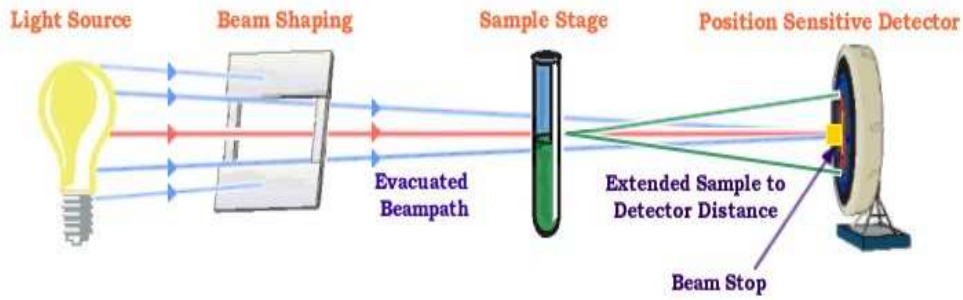 Light Source
Beam Shaping
Sample Stage
Position Sensitive Detector
Evacuated
Beampath
Extended Sample to
Detector Distance
Beam Stop